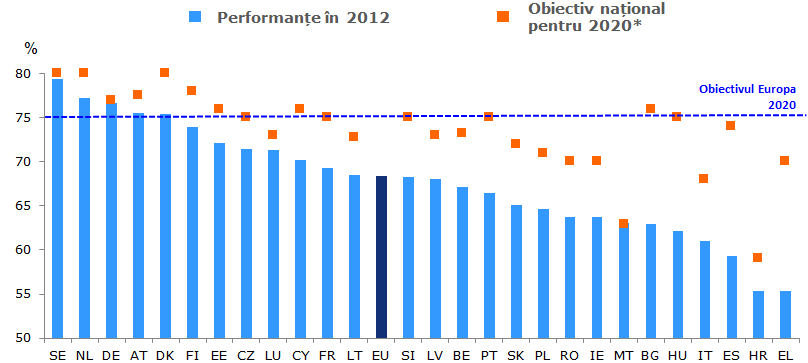 Performanțe în 2012
Obiectiv național
pentru 2020*
%
80
Obiectivul Europa
2020
75
70
65
60
55
50
SE NL DE AT DK FI EE CZ LU CY FR LT EU SI LV BE PT SK PL RO IE MT BG HU IT ES HR EL